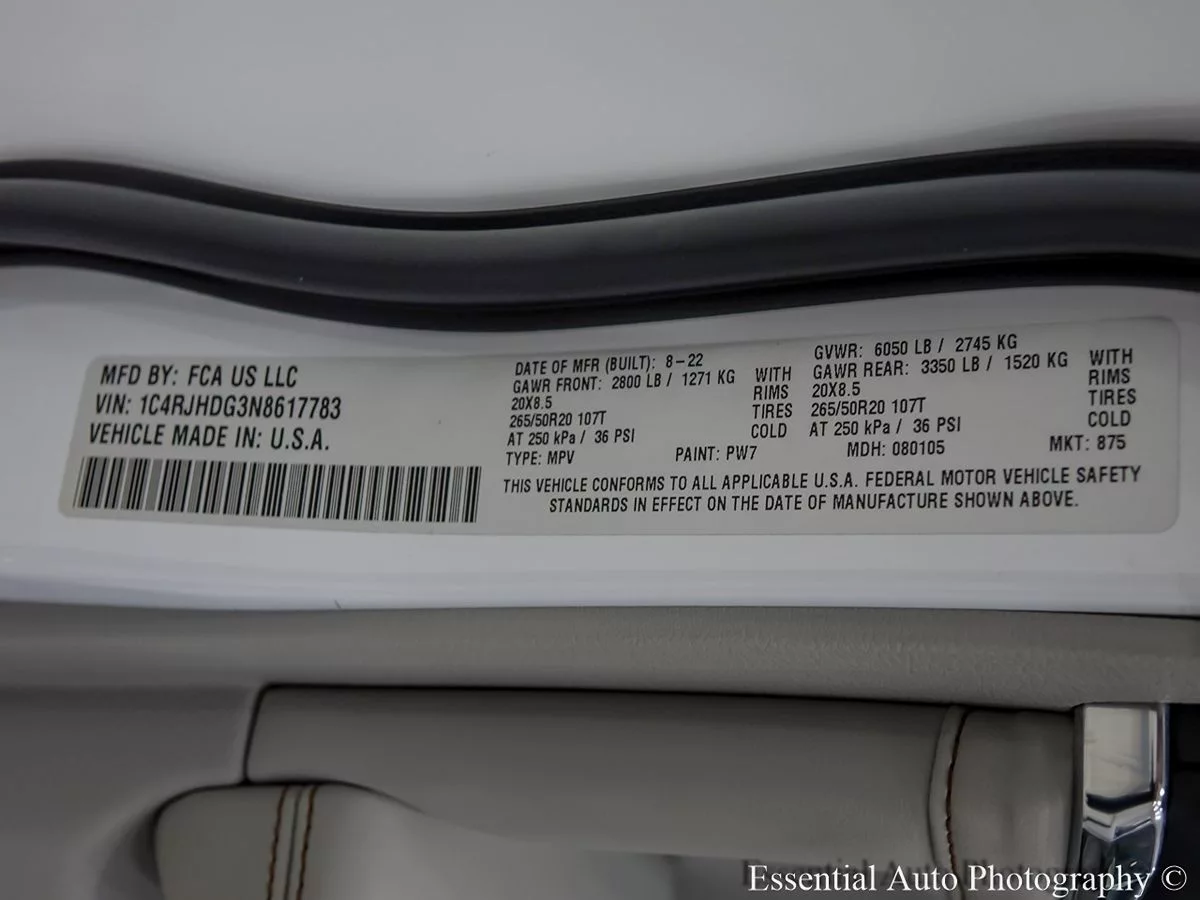 MFD BY: FCA US LLC
VIN: 1C4RJHDG3N8617783
VEHICLE MADE IN: U.S.A.
DATE OF MFR (BUILT): 8-22
GAWR FRONT: 2800 LB / 1271 KG WITH
20X8.5 RIMS
265/50R20 107T TIRES
AT 250 kPa / 36 PSI COLD
GVWR: 6050 LB / 2745 KG
GAWR REAR: 3350 LB / 1520 KG WITH
20X8.5 RIMS
265/50R20 107T TIRES
AT 250 kPa / 36 PSI COLD
TYPE: MPV PAINT: PW7 MDH: 080105 MKT: 875
THIS VEHICLE CONFORMS TO ALL APPLICABLE U.S.A. FEDERAL MOTOR VEHICLE SAFETY
STANDARDS IN EFFECT ON THE DATE OF MANUFACTURE SHOWN ABOVE.
Essential Auto Photography ©